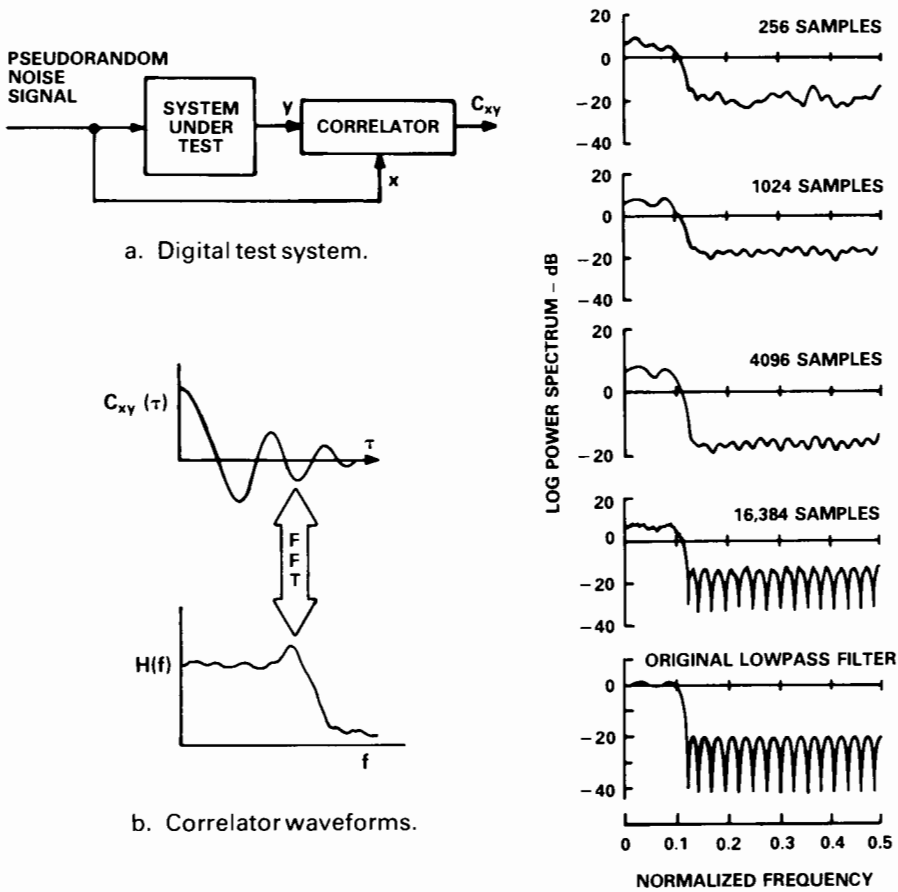 PSEUDORANDOM
NOISE
SIGNAL
SYSTEM
UNDER
TEST
y
CORRELATOR
Cxy
x
a. Digital test system.
Cxy (τ)
τ
FFT
H(f)
f
b. Correlator waveforms.
LOG POWER SPECTRUM – dB
256 SAMPLES
20
0
–20
–40
1024 SAMPLES
20
0
–20
–40
4096 SAMPLES
20
0
–20
16,384 SAMPLES
20
0
–20
–40
ORIGINAL LOWPASS FILTER
0
–20
–40
0 0.1 0.2 0.3 0.4 0.5
NORMALIZED FREQUENCY